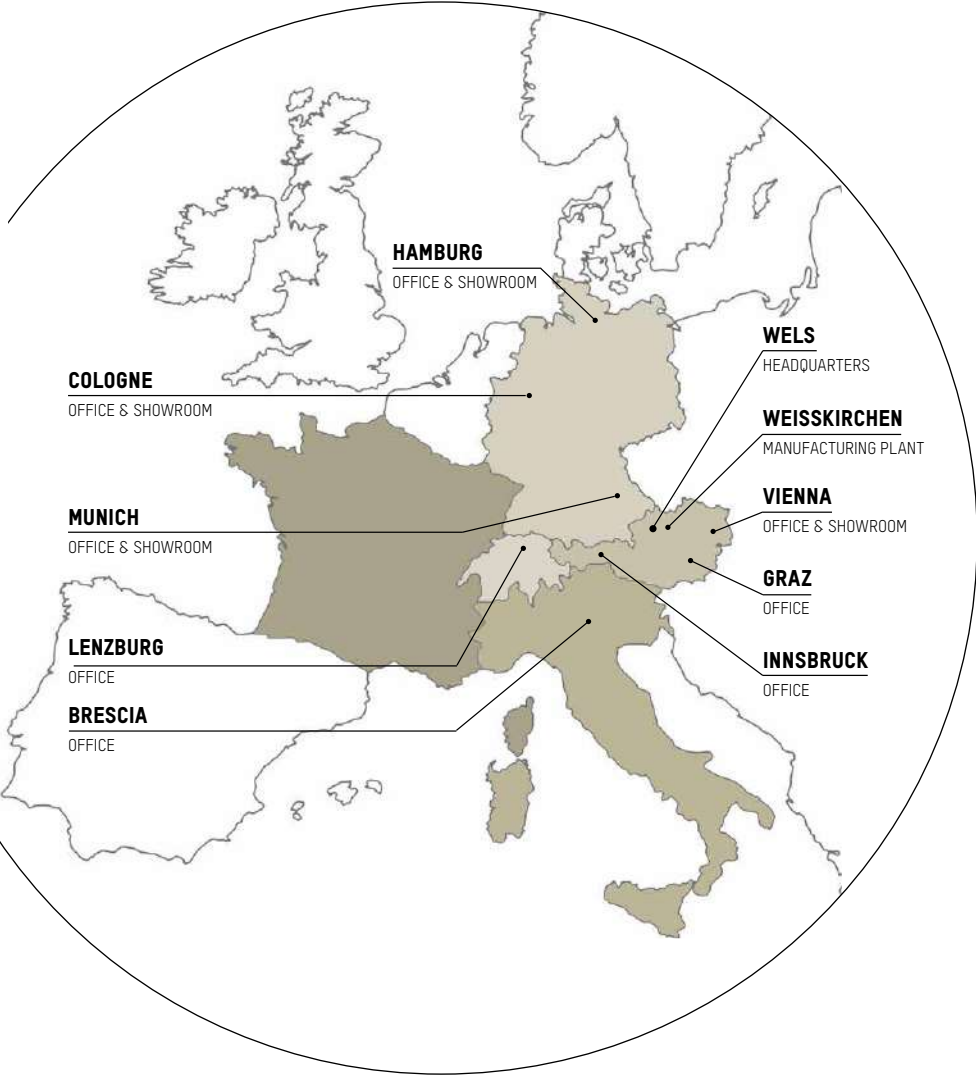 HAMBURG
OFFICE & SHOWROOM
COLOGNE
OFFICE & SHOWROOM
MUNICH
OFFICE & SHOWROOM
LENZBURG
OFFICE
BRESCIA
OFFICE
WELS
HEADQUARTERS
WEISSKIRCHEN
MANUFACTURING PLANT
VIENNA
OFFICE & SHOWROOM
GRAZ
OFFICE
INNSBRUCK
OFFICE